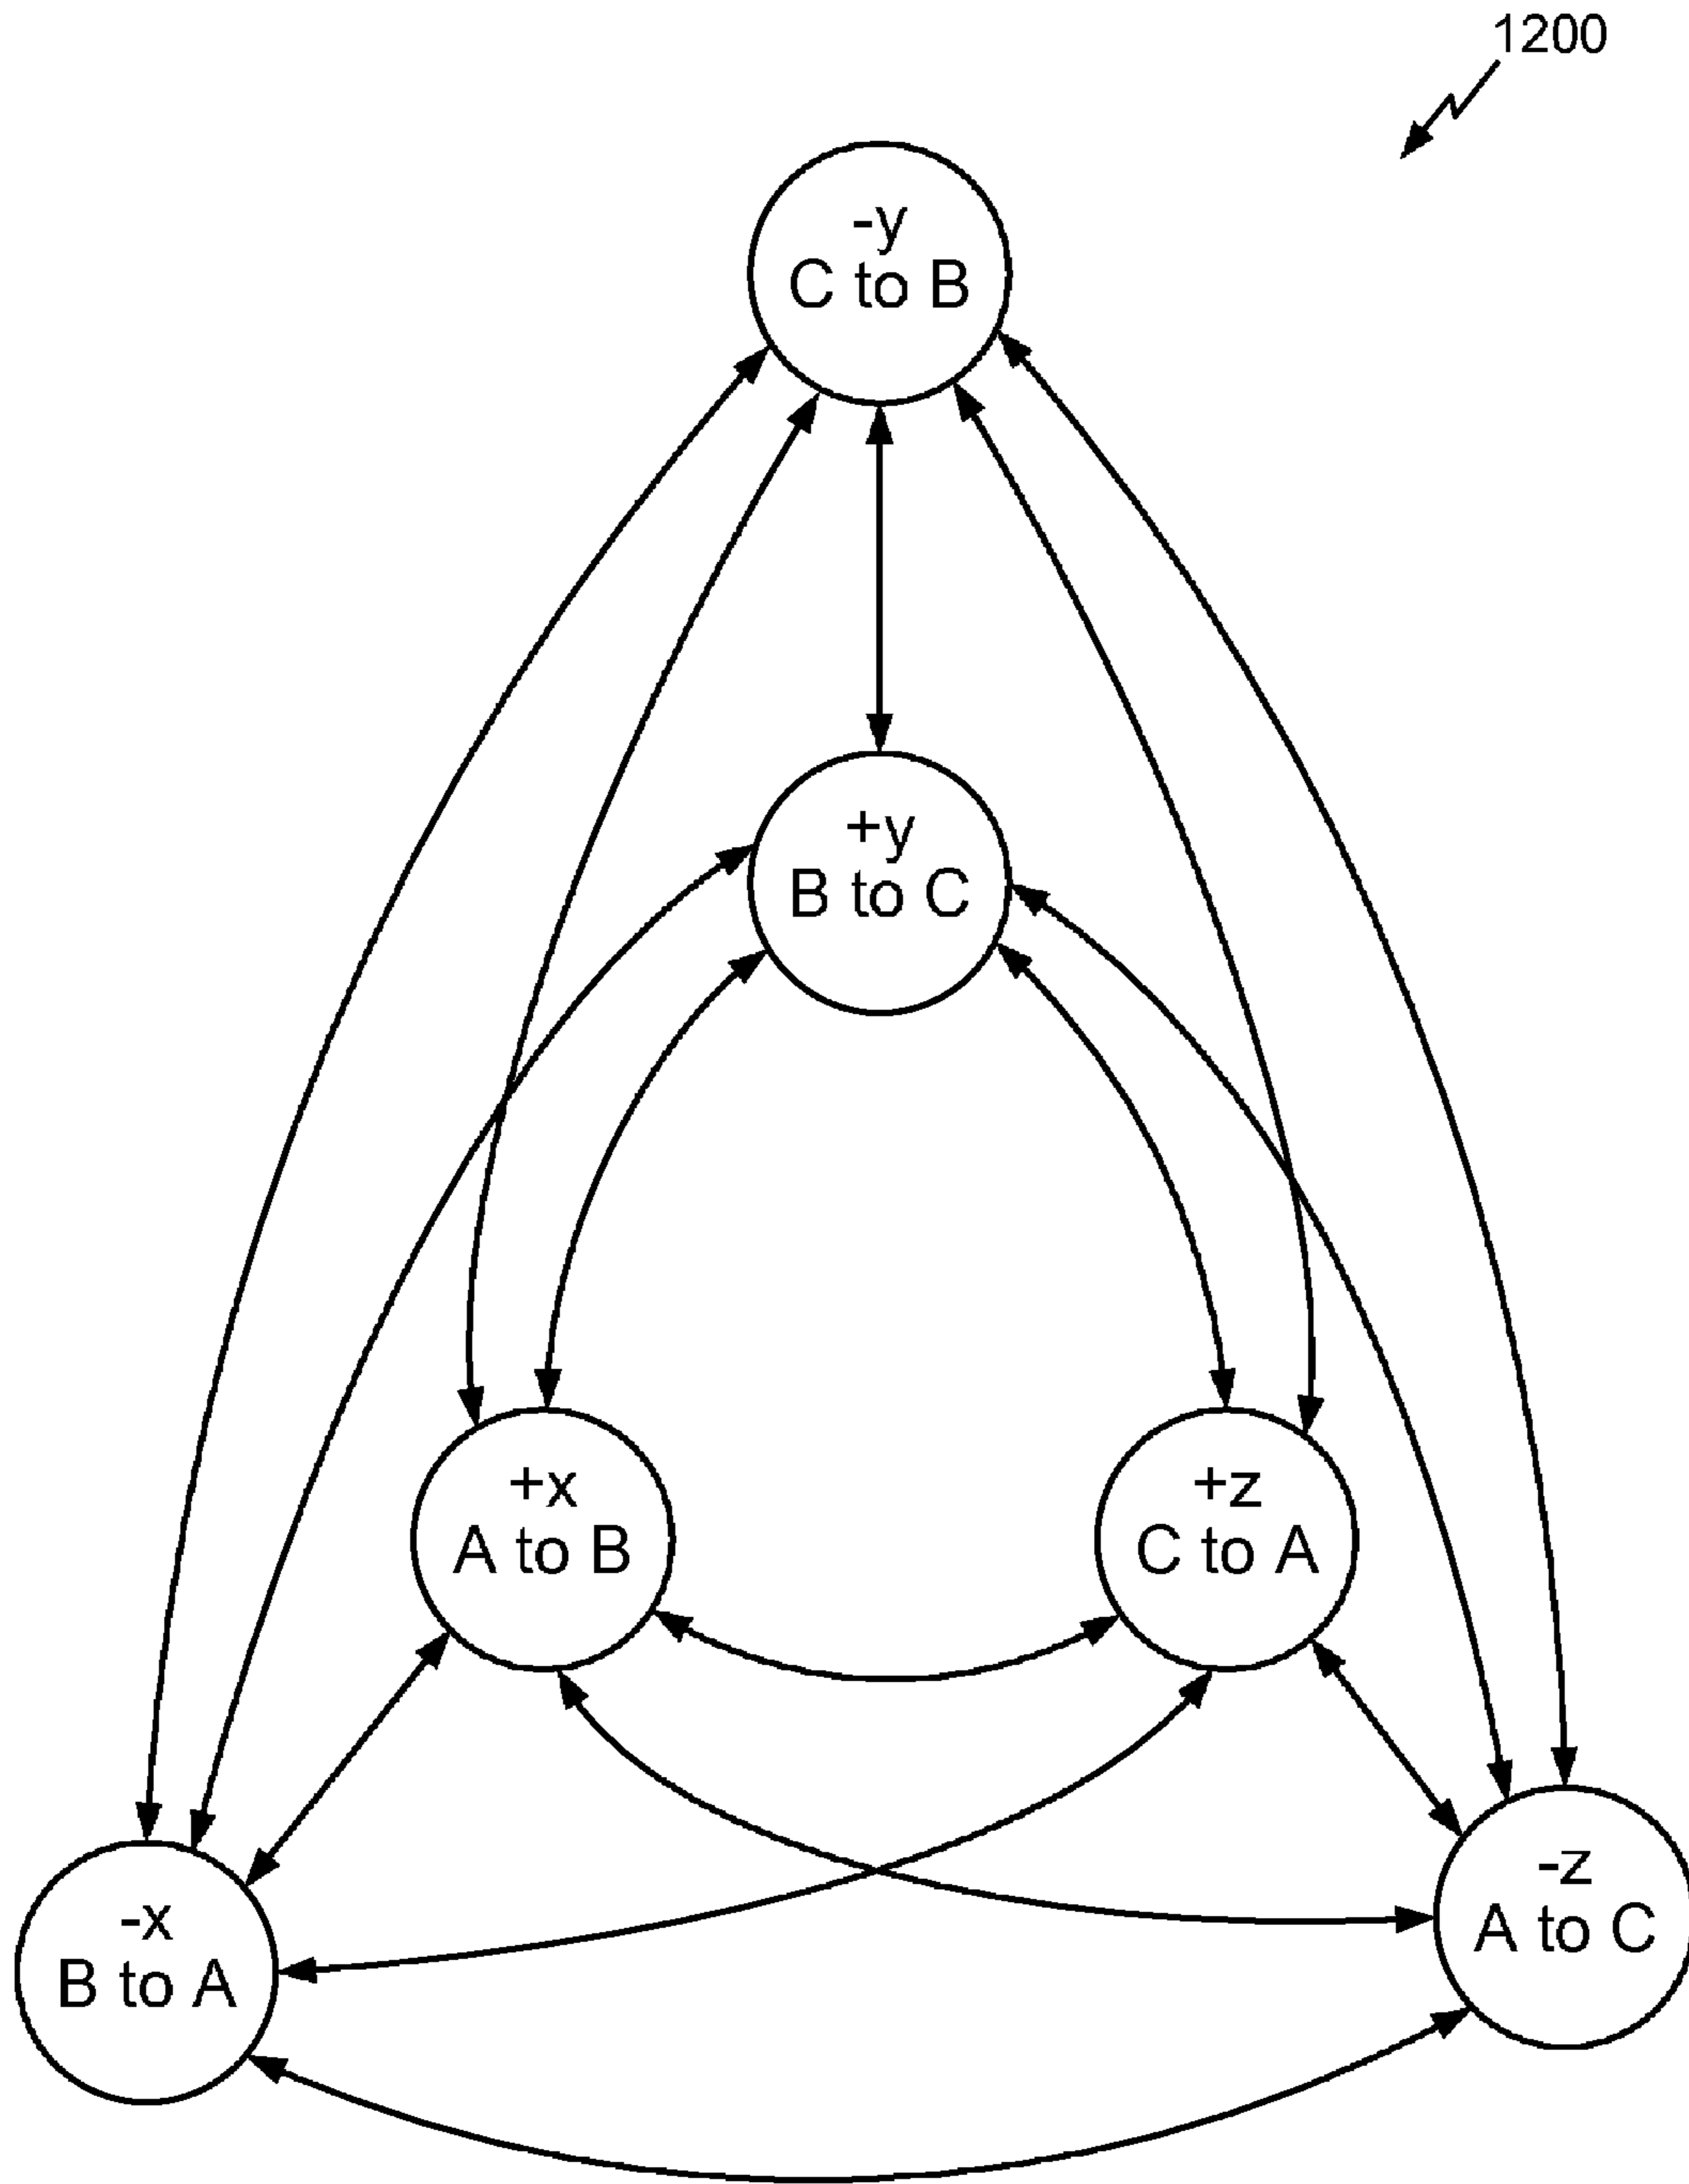 1200
-y
C to B
+y
B to C
+x
A to B
+z
C to A
-z
A to C
-x
B to A